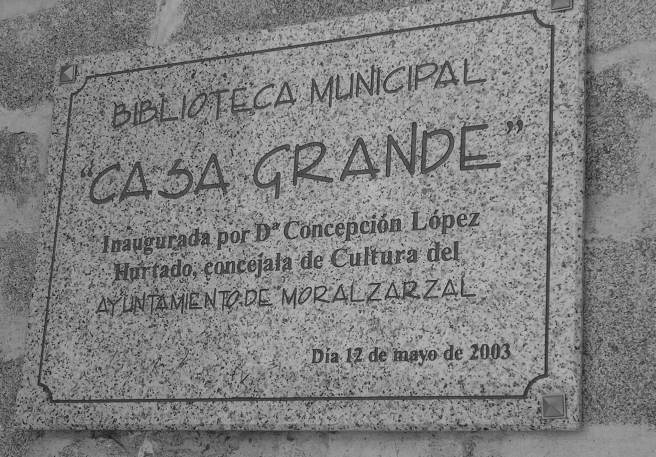 BIBLIOTECA MUNICIPAL
“CASA GRANDE”
Inaugurada por Dª Concepción López
Hurtado, concejala de Cultura del
AYUNTAMIENTO DE MORALZARZAL
Día 12 de mayo de 2003